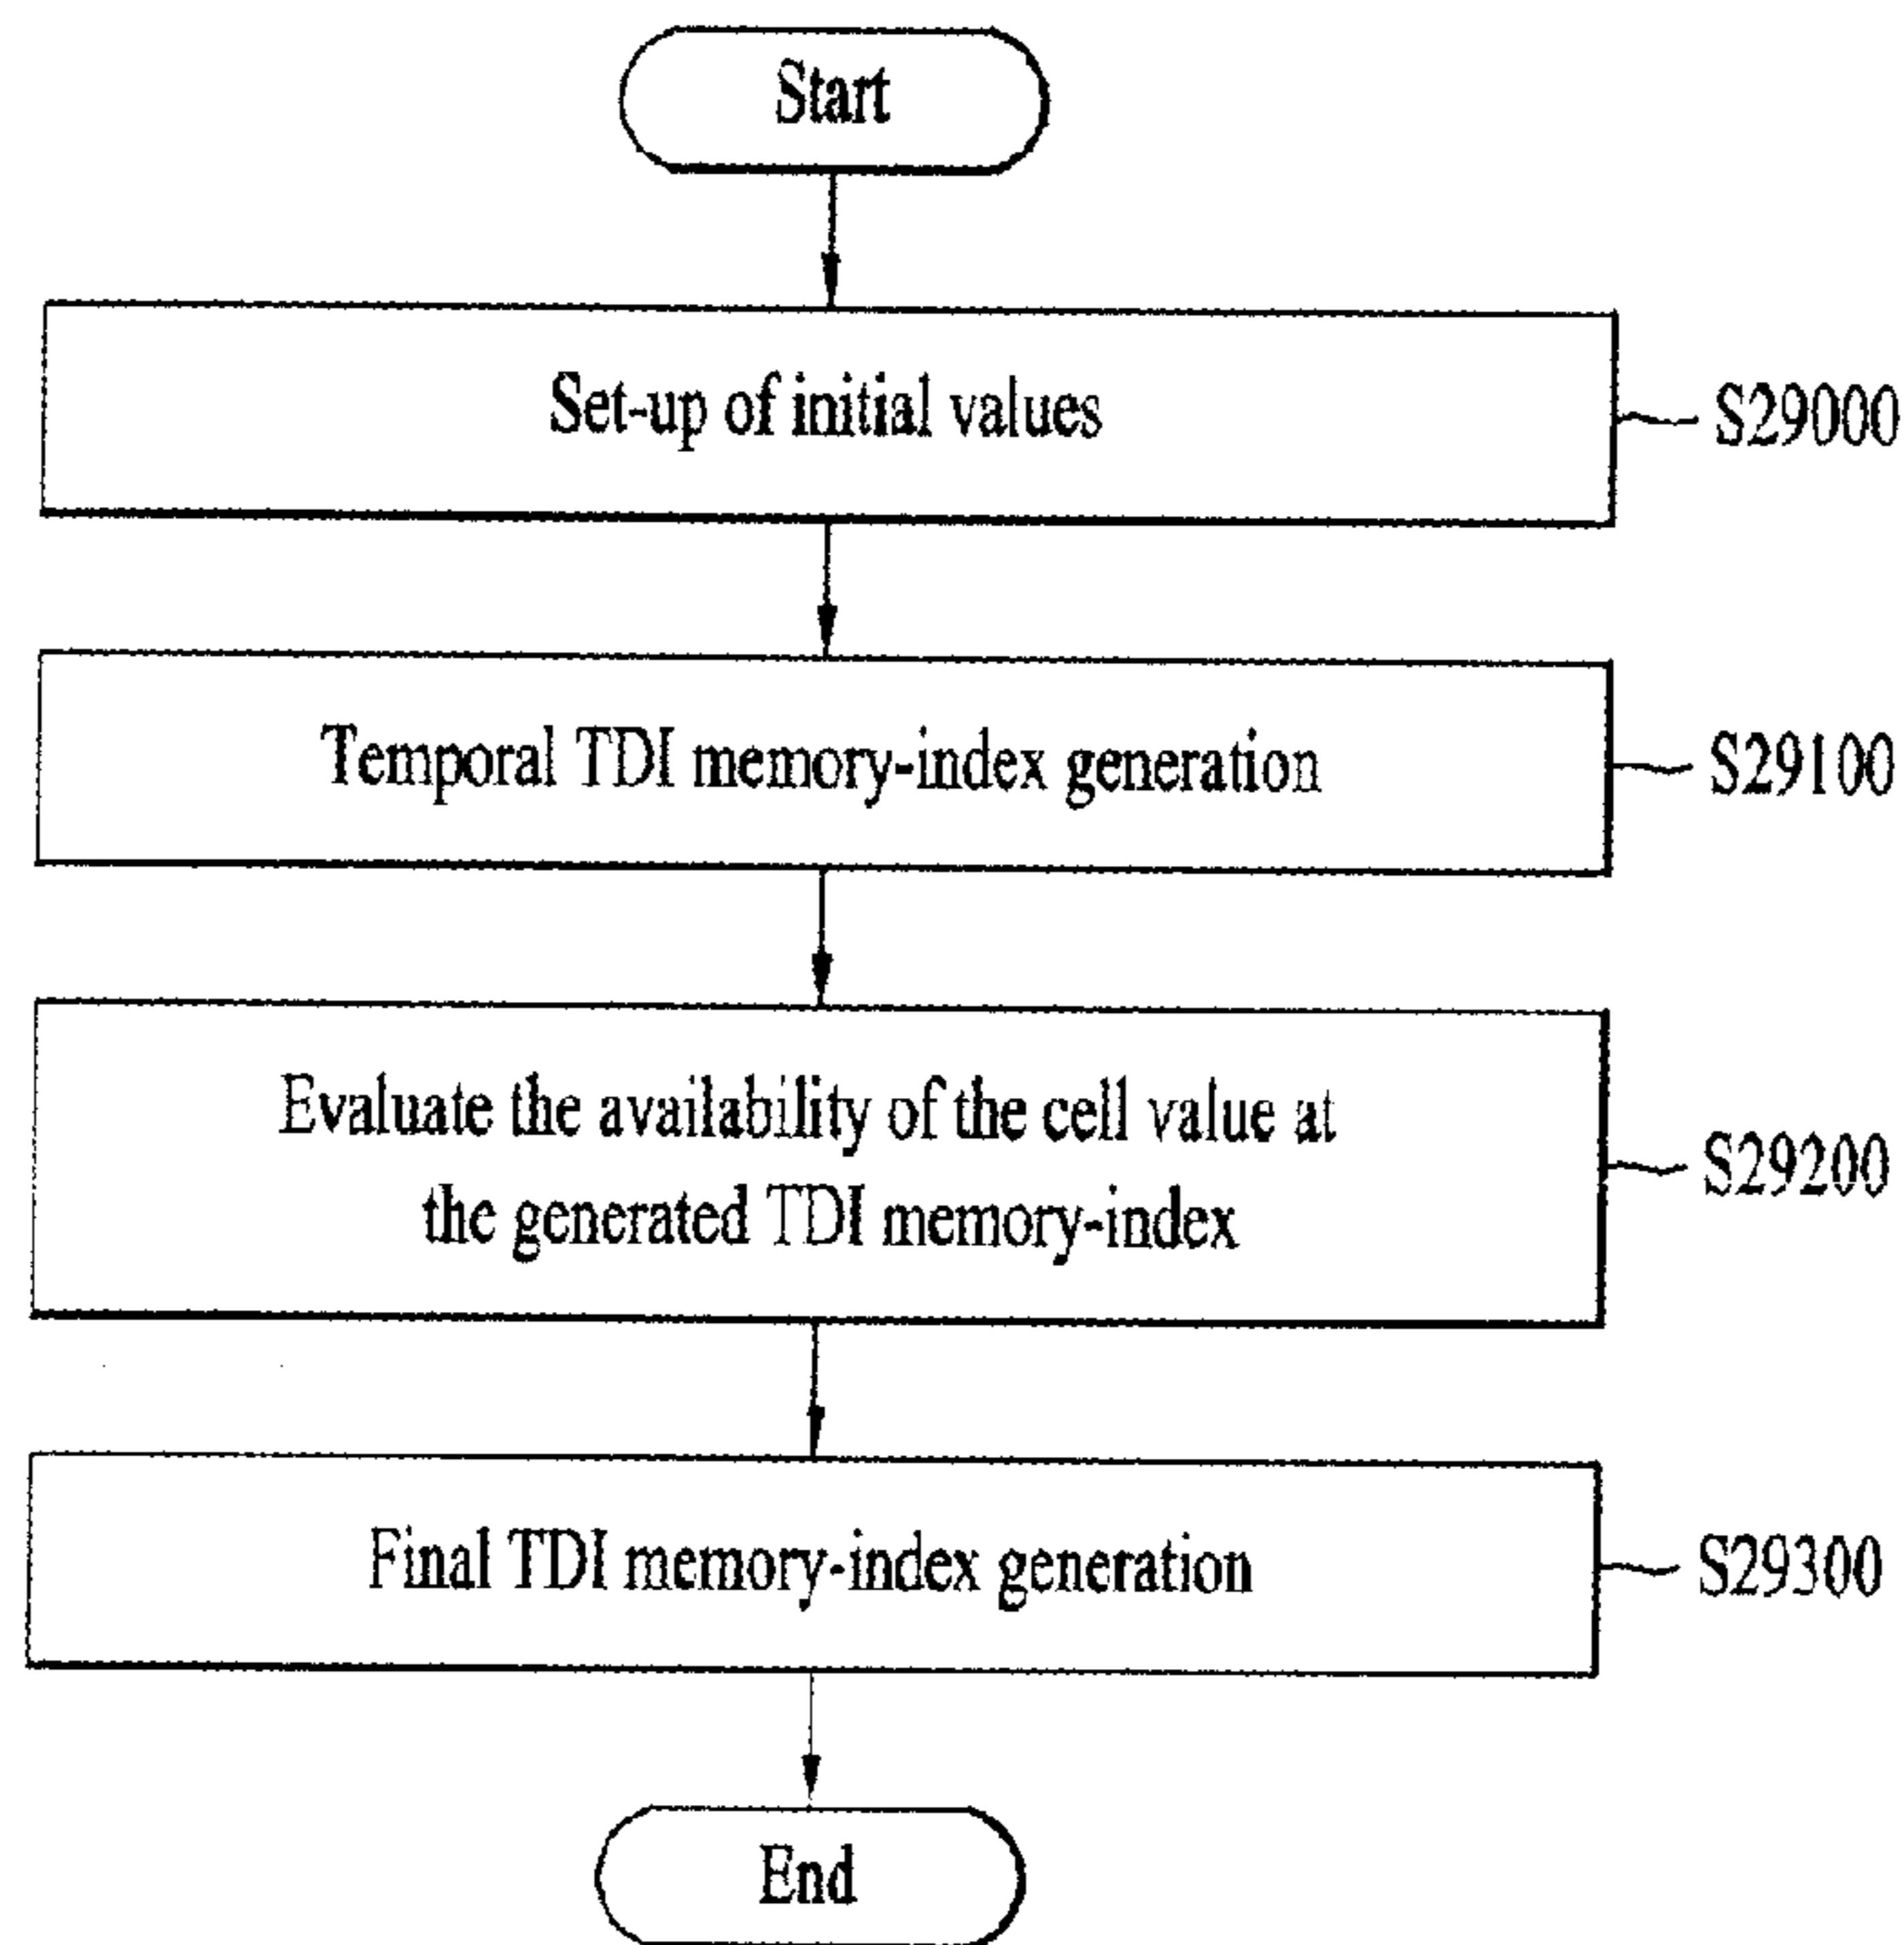 Start
Set-up of initial values
S29000
Temporal TDI memory-index generation
S29100
Evaluate the availability of the cell value at
the generated TDI memory-index
S29200
Final TDI memory-index generation
S29300
End